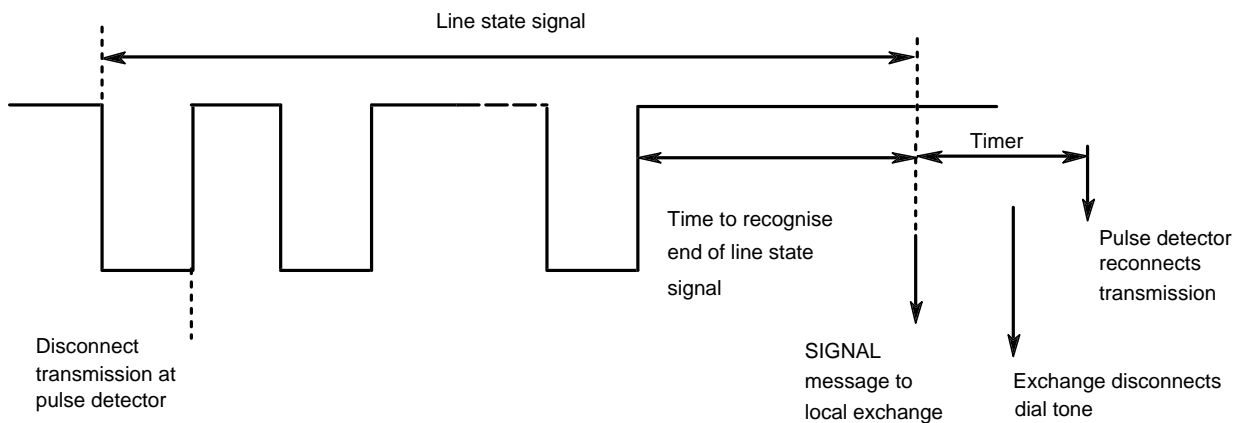 Line state signal
Timer
Time to recognise
end of line state
signal
Pulse detector
reconnects
transmission
Disconnect
transmission at
pulse detector
SIGNAL
message to
local exchange
Exchange disconnects
dial tone